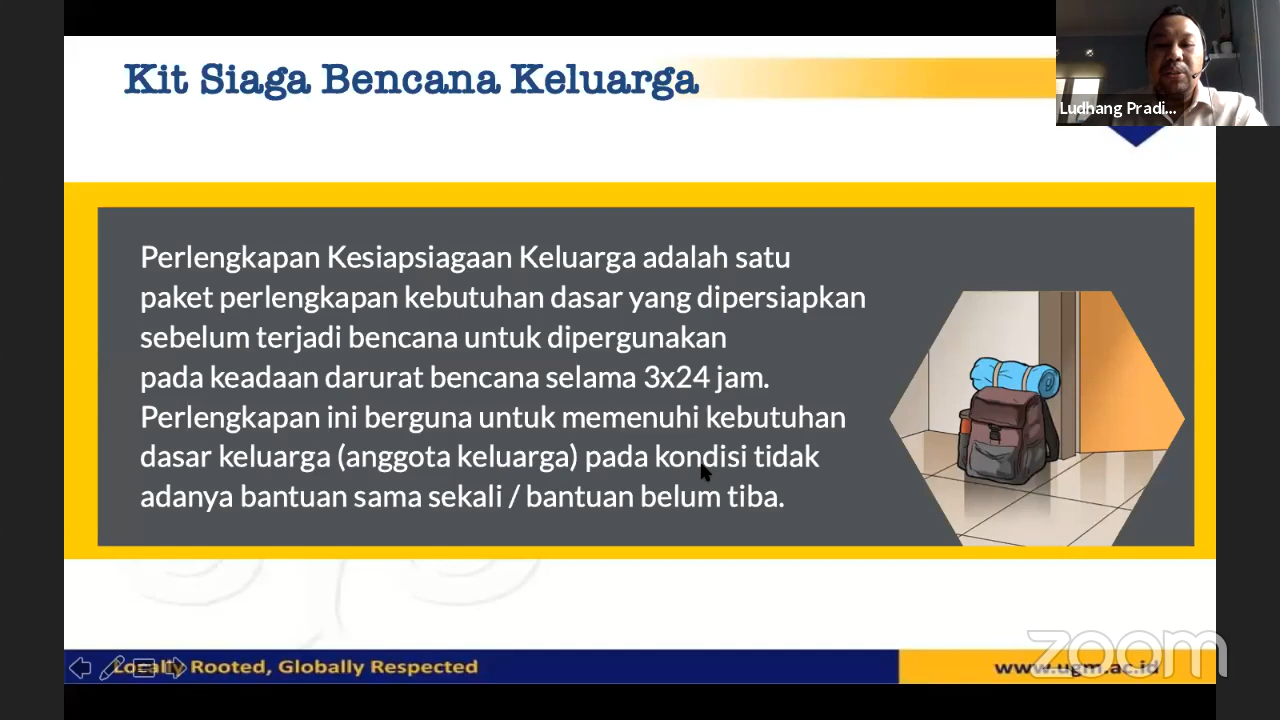 Kit Siaga Bencana Keluarga
Ludhang Pradi...
Perlengkapan Kesiapsiagaan Keluarga adalah satu
paket perlengkapan kebutuhan dasar yang dipersiapkan
sebelum terjadi bencana untuk dipergunakan
pada keadaan darurat bencana selama 3x24 jam.
Perlengkapan ini berguna untuk memenuhi kebutuhan
dasar keluarga (anggota keluarga) pada kondisi tidak
adanya bantuan sama sekali / bantuan belum tiba.
zoom
Locally Rooted, Globally Respected
www.ugm.ac.id